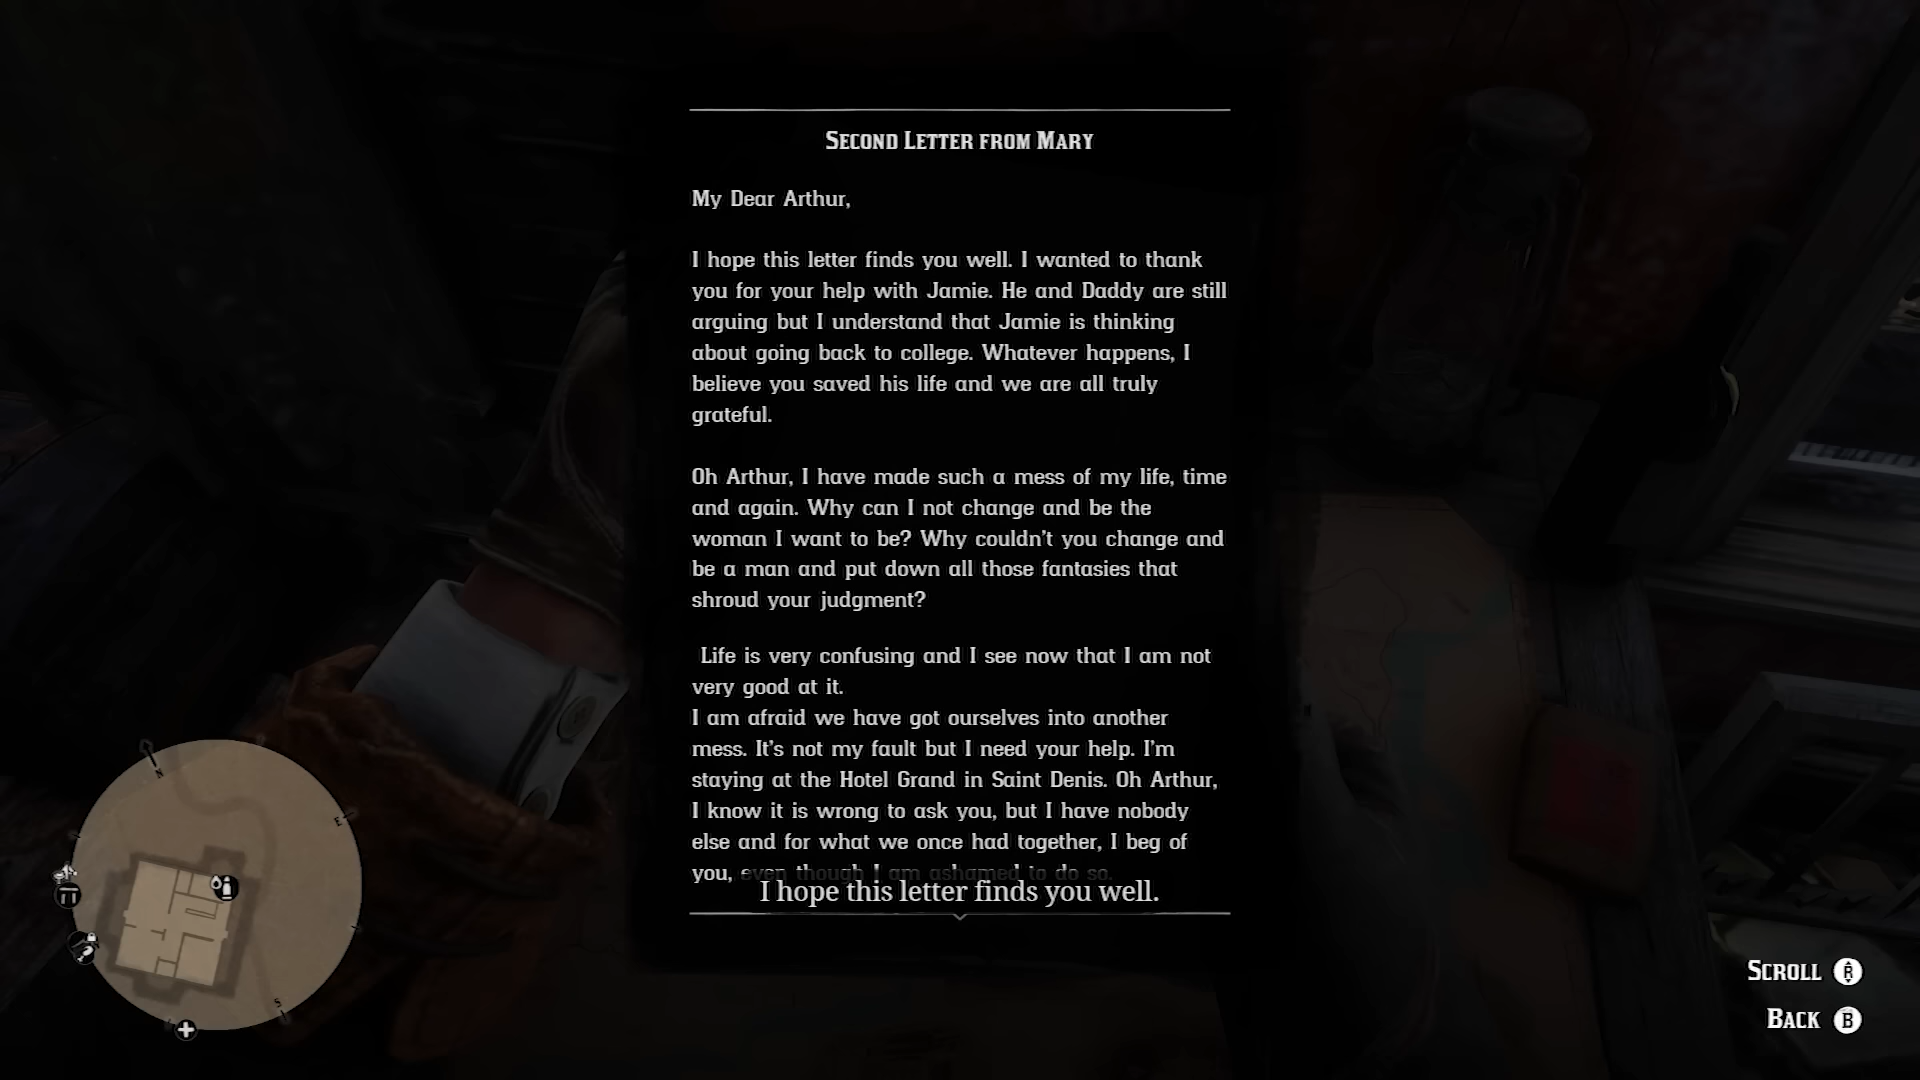 Second Letter from Mary
My Dear Arthur,
I hope this letter finds you well. I wanted to thank
you for your help with Jamie. He and Daddy are still
arguing but I understand that Jamie is thinking
about going back to college. Whatever happens, I
believe you saved his life and we are all truly
grateful.
Oh Arthur, I have made such a mess of my life, time
and again. Why can I not change and be the
woman I want to be? Why couldn't you change and
be a man and put down all those fantasies that
shroud your judgment?
Life is very confusing and I see now that I am not
very good at it.
I am afraid we have got ourselves into another
mess. It's not my fault but I need your help. I'm
staying at the Hotel Grand in Saint Denis. Oh Arthur,
I know it is wrong to ask you, but I have nobody
else and for what we once had together, I beg of
you, even though I am ashamed to do so.
I hope this letter finds you well.
Scroll R
Back B
N
E
S